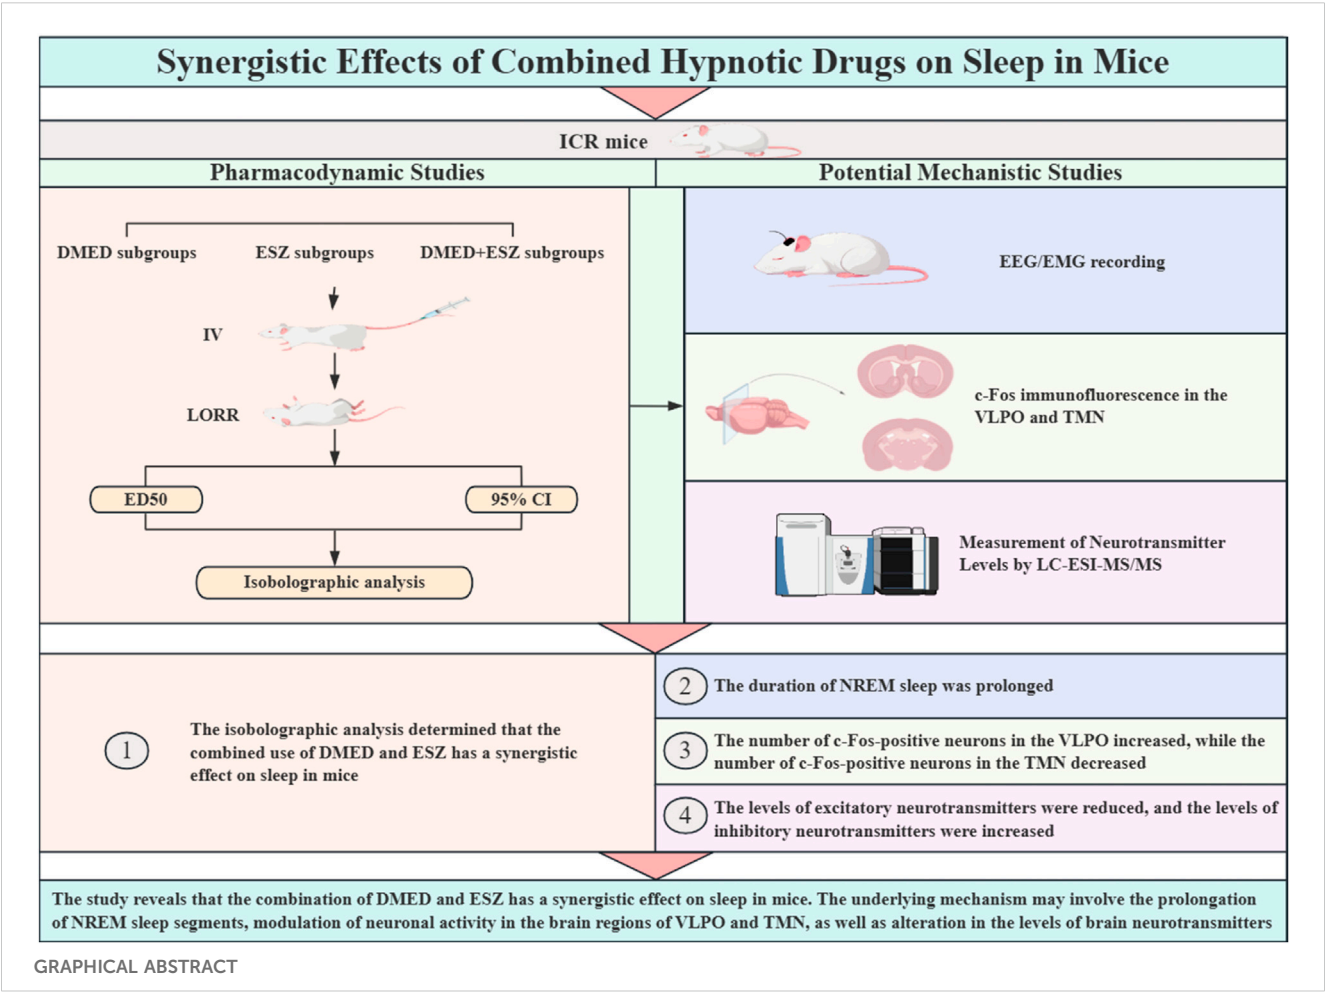 Synergistic Effects of Combined Hypnotic Drugs on Sleep in Mice
ICR mice
Pharmacodynamic Studies
Potential Mechanistic Studies
DMED subgroups
ESZ subgroups
DMED+ESZ subgroups
IV
LORR
ED50
95% CI
Isobolographic analysis
EEG/EMG recording
c-Fos immunofluorescence in the
VLPO and TMN
Measurement of Neurotransmitter
Levels by LC-ESI-MS/MS
1
The isobolographic analysis determined that the
combined use of DMED and ESZ has a synergistic
effect on sleep in mice
2
The duration of NREM sleep was prolonged
3
The number of c-Fos-positive neurons in the VLPO increased, while the
number of c-Fos-positive neurons in the TMN decreased
4
The levels of excitatory neurotransmitters were reduced, and the levels of
inhibitory neurotransmitters were increased
The study reveals that the combination of DMED and ESZ has a synergistic effect on sleep in mice. The underlying mechanism may involve the prolongation
of NREM sleep segments, modulation of neuronal activity in the brain regions of VLPO and TMN, as well as alteration in the levels of brain neurotransmitters
GRAPHICAL ABSTRACT